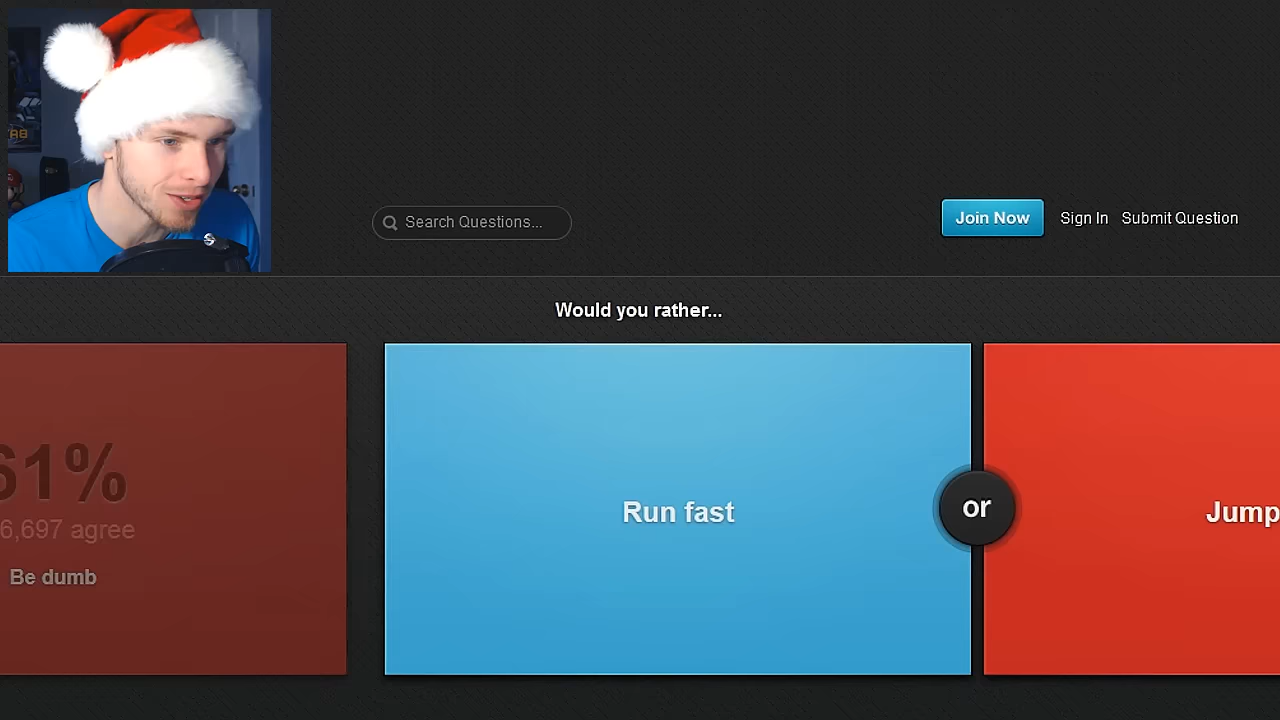 Search Questions...
Join Now
Sign In
Submit Question
Would you rather...
61%
6,697 agree
Be dumb
Run fast
or
Jump